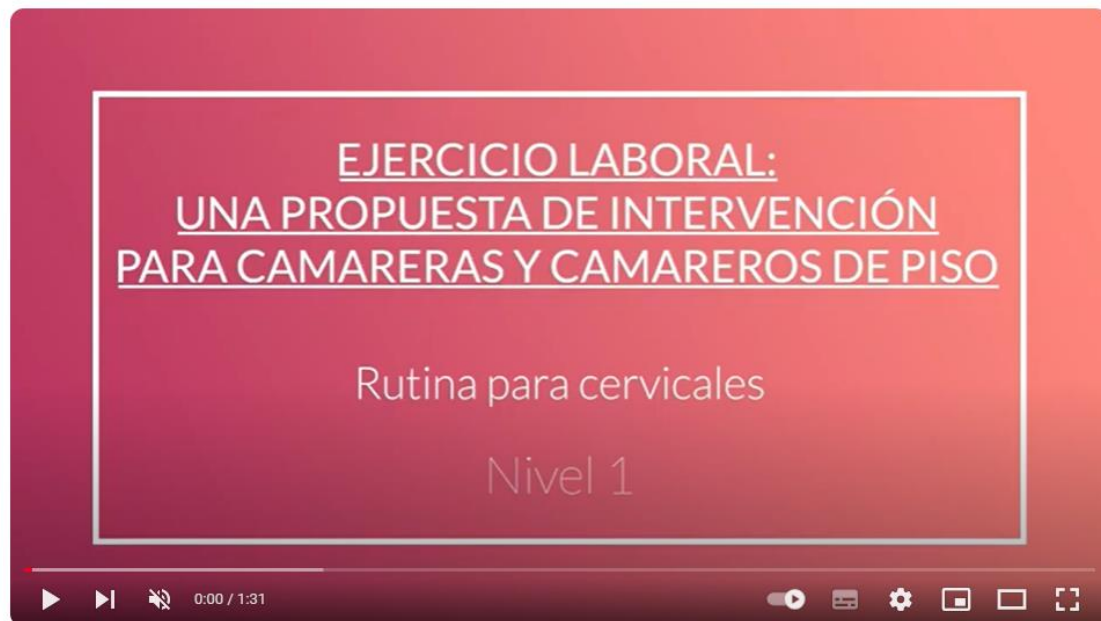 EJERCICIO LABORAL:
UNA PROPUESTA DE INTERVENCIÓN
PARA CAMARERAS Y CAMAREROS DE PISO
Rutina para cervicales
Nivel 1
0:00 / 1:31